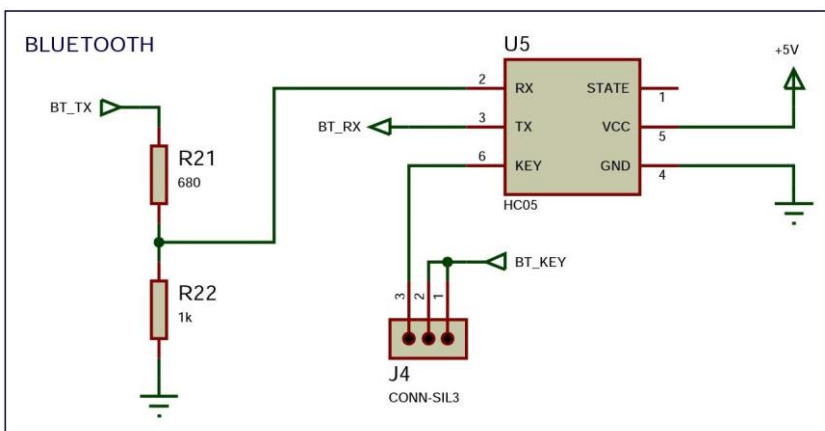 BLUETOOTH
U5
+5V
2
RX
STATE
1
BT_TX
BT_RX
3
TX
VCC
5
R21
680
6
KEY
GND
4
HC05
BT_KEY
R22
1k
3
2
1
J4
CONN-SIL3